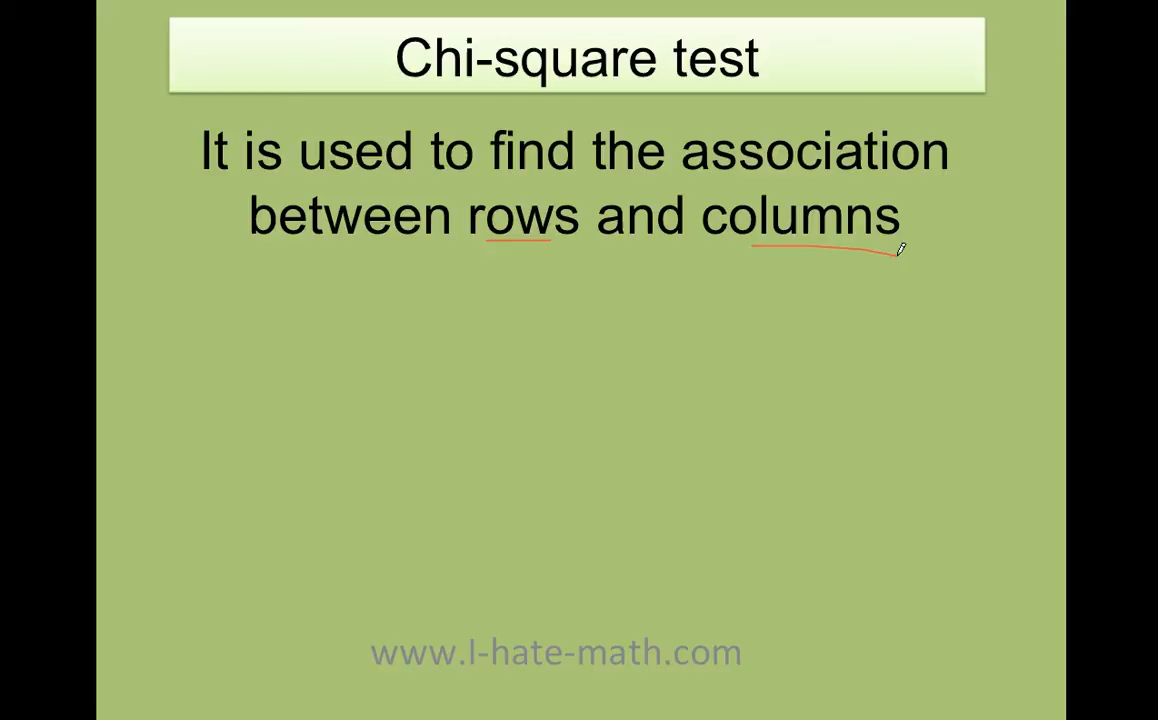 Chi-square test
It is used to find the association
between rows and columns
www.I-hate-math.com